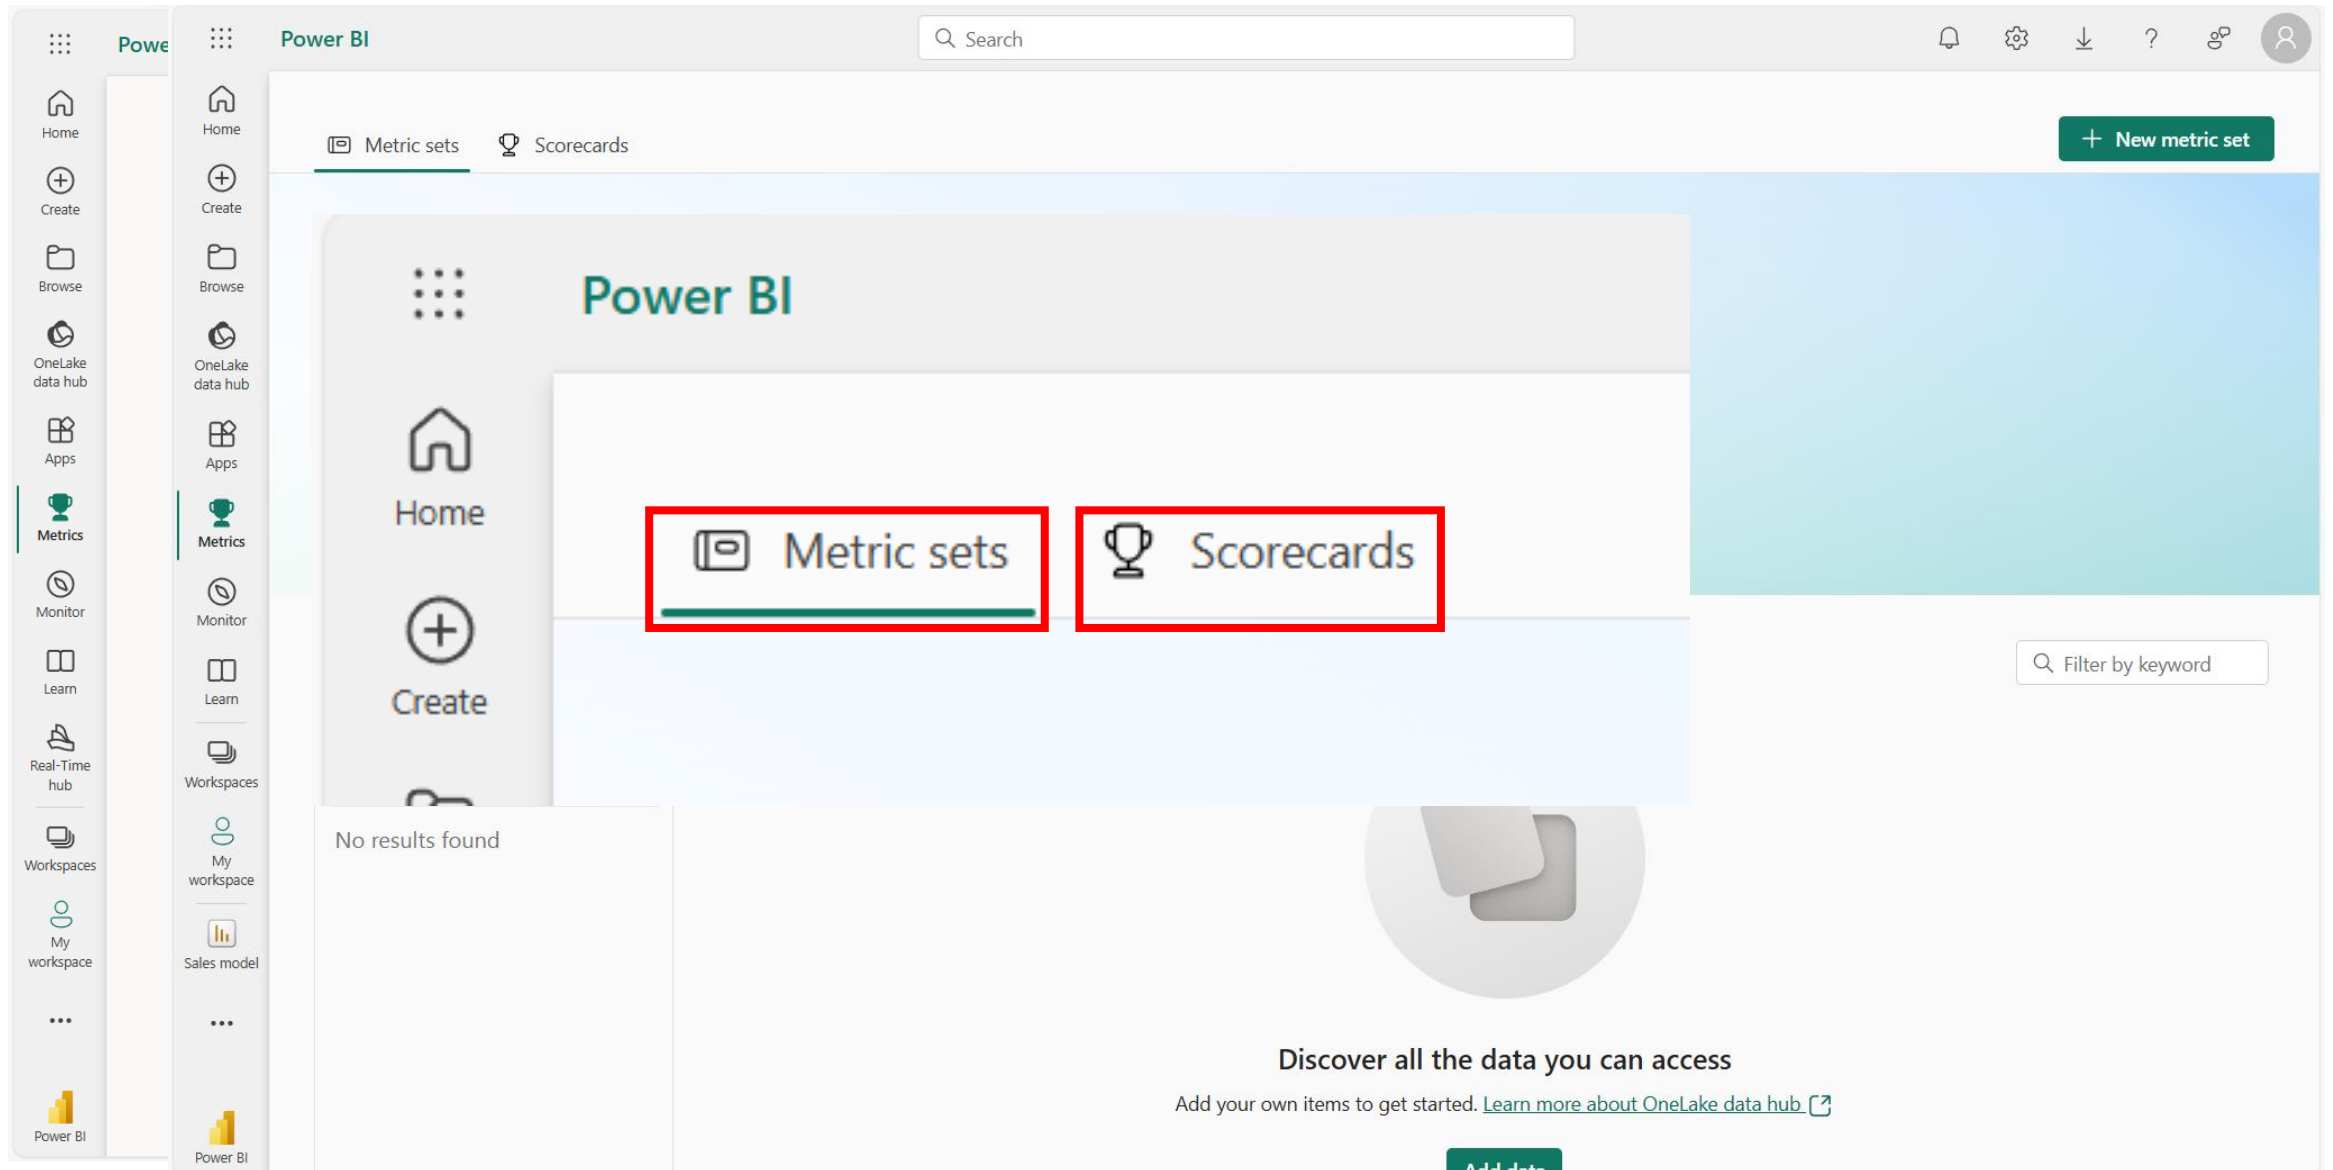 Powe
Home
Create
Browse
OneLake
data hub
Apps
Metrics
Monitor
Learn
Real-Time
hub
Workspaces
My
workspace
Power BI
Power BI
Search
Home
Create
Browse
OneLake
data hub
Apps
Metrics
Monitor
Learn
Workspaces
My
workspace
Sales model
Power BI
Metric sets
Scorecards
New metric set
Power BI
Home
Create
Metric sets
Scorecards
Filter by keyword
No results found
Discover all the data you can access
Add your own items to get started. Learn more about OneLake data hub
Add data